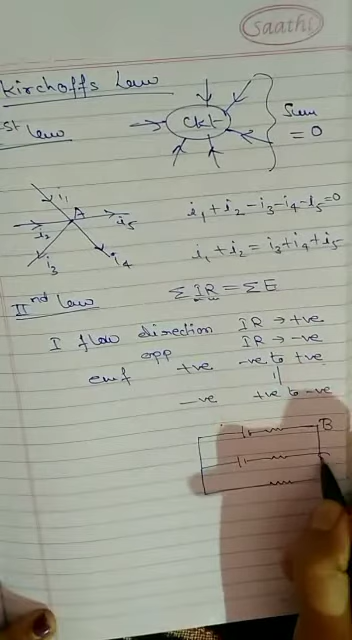 saathi
Kirchoffs Law
Ist Law
ckt
Sum
= 0
i1
A
i2
i5
i3
i4
i1 + i2 - i3 - i4 - i5 = 0
i1 + i2 = i3 + i4 + i5
IInd law
Σ IR = Σ E
I flow direction IR → +ve
opp IR → -ve
emf +ve -ve to +ve
-ve +ve to -ve
B